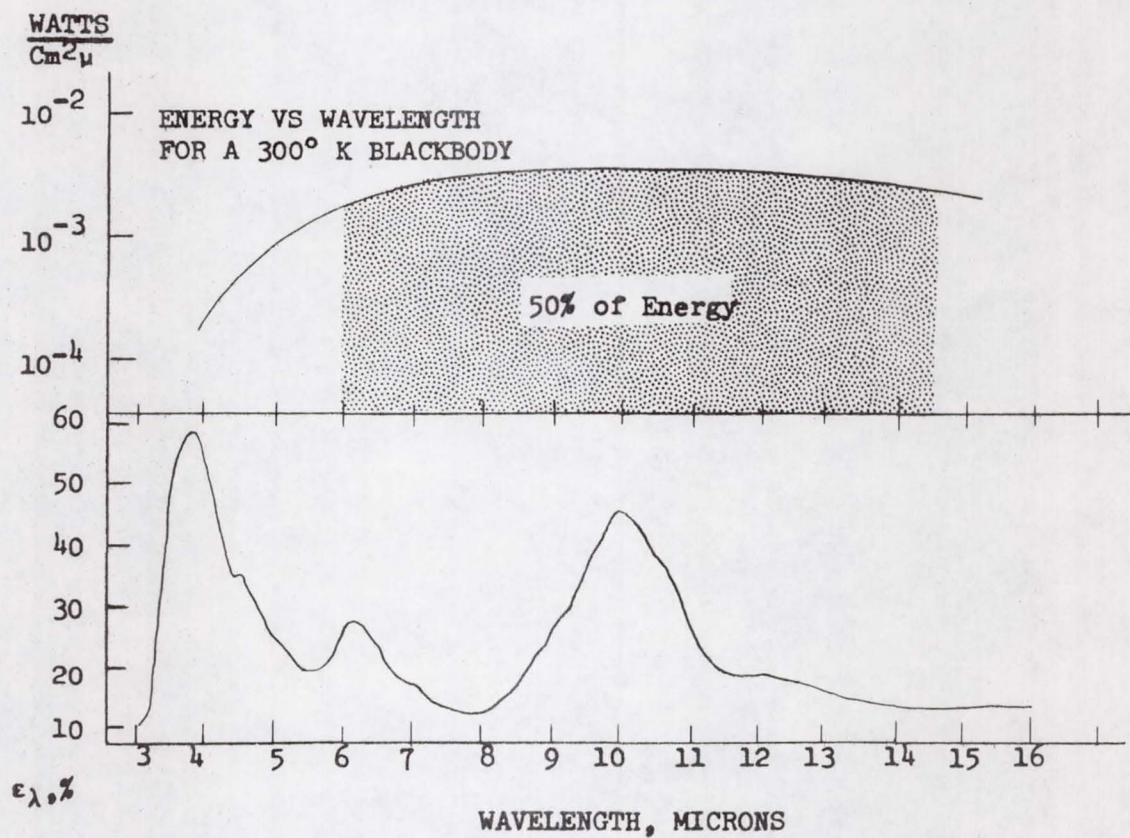 WATTS
Cm²μ
10⁻²
ENERGY VS WAVELENGTH
FOR A 300° K BLACKBODY
10⁻³
50% of Energy
10⁻⁴
60
50
40
30
20
10
3 4 5 6 7 8 9 10 11 12 13 14 15 16
ε_λ,%
WAVELENGTH, MICRONS